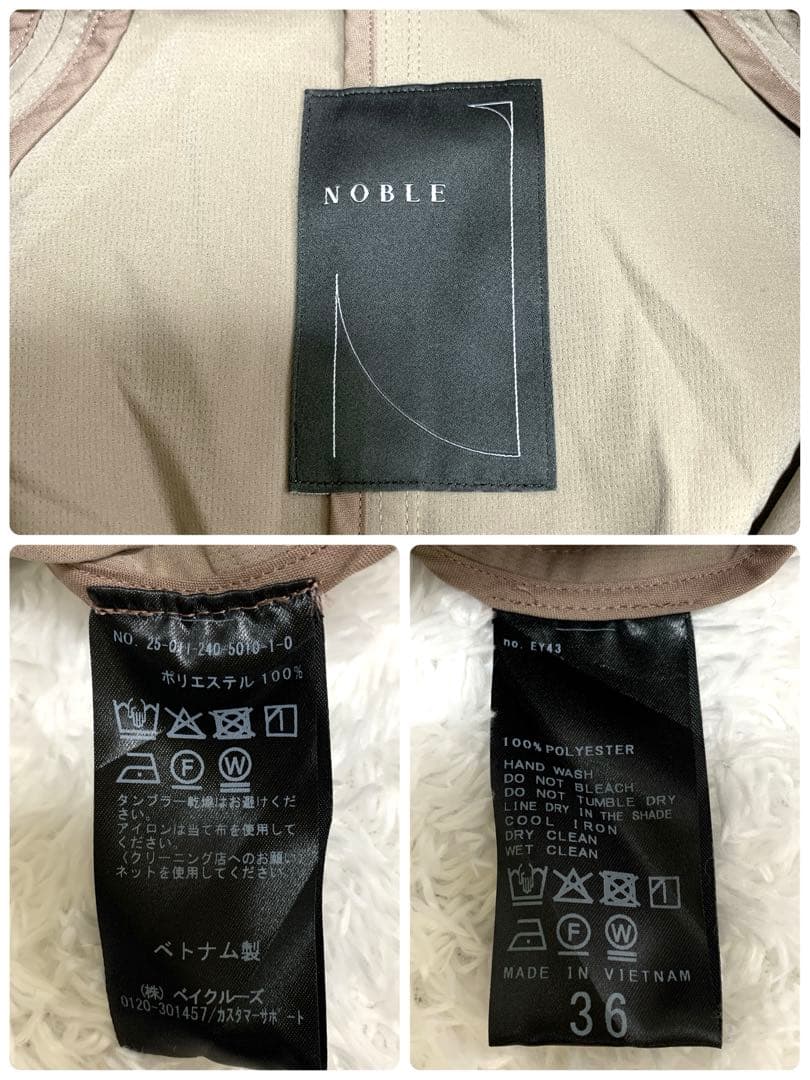 NOBLE
NO. 25-011-240-5010-1-0
ポリエステル 100%
F
W
タンブラー乾燥はお避けくだ
さい。
アイロンは当て布を使用して
ください。
(クリーニング店へのお願い)
ネットを使用してください。
ベトナム製
(株) ベイクルーズ
0120-301457/カスタマーサポート
no. EY43
100% POLYESTER
HAND WASH
DO NOT BLEACH
DO NOT TUMBLE DRY
LINE DRY IN THE SHADE
COOL IRON
DRY CLEAN
WET CLEAN
F
W
MADE IN VIETNAM
36